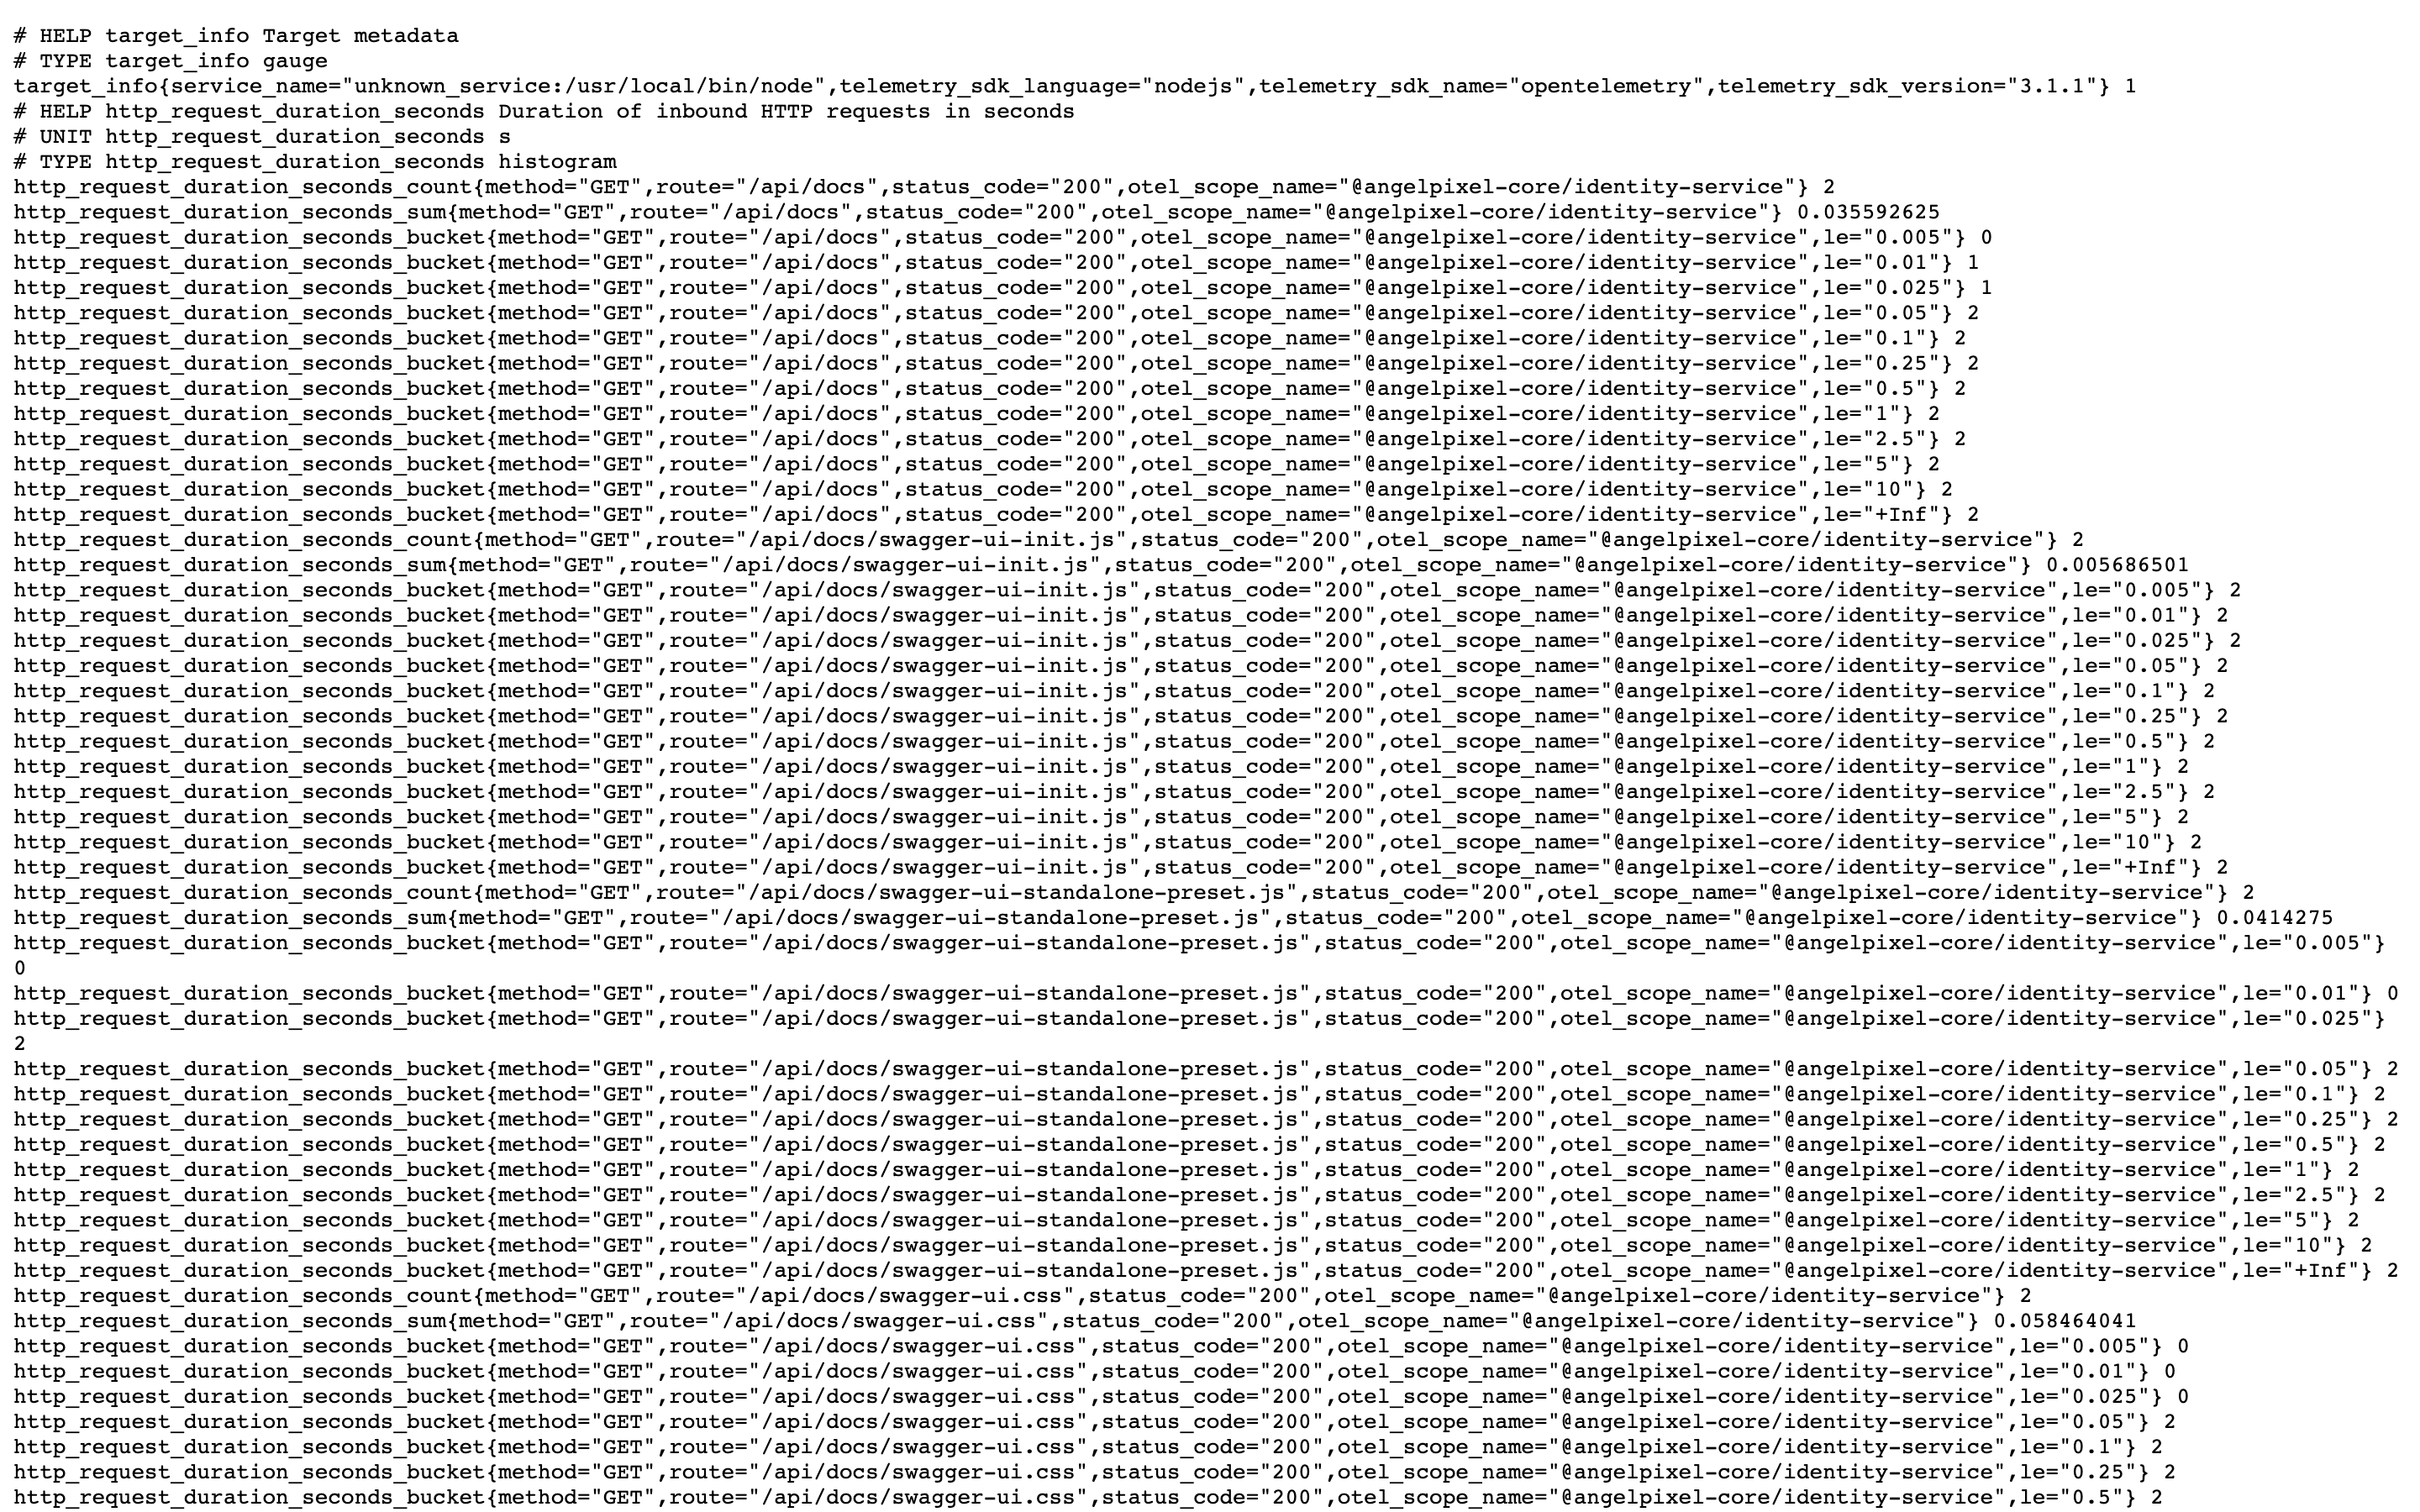 # HELP target_info Target metadata
# TYPE target_info gauge
target_info{service_name="unknown_service:/usr/local/bin/node",telemetry_sdk_language="nodejs",telemetry_sdk_name="opentelemetry",telemetry_sdk_version="3.1.1"} 1
# HELP http_request_duration_seconds Duration of inbound HTTP requests in seconds
# UNIT http_request_duration_seconds s
# TYPE http_request_duration_seconds histogram
http_request_duration_seconds_count{method="GET",route="/api/docs",status_code="200",otel_scope_name="@angelpixel-core/identity-service"} 2
http_request_duration_seconds_sum{method="GET",route="/api/docs",status_code="200",otel_scope_name="@angelpixel-core/identity-service"} 0.035592625
http_request_duration_seconds_bucket{method="GET",route="/api/docs",status_code="200",otel_scope_name="@angelpixel-core/identity-service",le="0.005"} 0
http_request_duration_seconds_bucket{method="GET",route="/api/docs",status_code="200",otel_scope_name="@angelpixel-core/identity-service",le="0.01"} 1
http_request_duration_seconds_bucket{method="GET",route="/api/docs",status_code="200",otel_scope_name="@angelpixel-core/identity-service",le="0.025"} 1
http_request_duration_seconds_bucket{method="GET",route="/api/docs",status_code="200",otel_scope_name="@angelpixel-core/identity-service",le="0.05"} 2
http_request_duration_seconds_bucket{method="GET",route="/api/docs",status_code="200",otel_scope_name="@angelpixel-core/identity-service",le="0.1"} 2
http_request_duration_seconds_bucket{method="GET",route="/api/docs",status_code="200",otel_scope_name="@angelpixel-core/identity-service",le="0.25"} 2
http_request_duration_seconds_bucket{method="GET",route="/api/docs",status_code="200",otel_scope_name="@angelpixel-core/identity-service",le="0.5"} 2
http_request_duration_seconds_bucket{method="GET",route="/api/docs",status_code="200",otel_scope_name="@angelpixel-core/identity-service",le="1"} 2
http_request_duration_seconds_bucket{method="GET",route="/api/docs",status_code="200",otel_scope_name="@angelpixel-core/identity-service",le="2.5"} 2
http_request_duration_seconds_bucket{method="GET",route="/api/docs",status_code="200",otel_scope_name="@angelpixel-core/identity-service",le="5"} 2
http_request_duration_seconds_bucket{method="GET",route="/api/docs",status_code="200",otel_scope_name="@angelpixel-core/identity-service",le="10"} 2
http_request_duration_seconds_bucket{method="GET",route="/api/docs",status_code="200",otel_scope_name="@angelpixel-core/identity-service",le="+Inf"} 2
http_request_duration_seconds_count{method="GET",route="/api/docs/swagger-ui-init.js",status_code="200",otel_scope_name="@angelpixel-core/identity-service"} 2
http_request_duration_seconds_sum{method="GET",route="/api/docs/swagger-ui-init.js",status_code="200",otel_scope_name="@angelpixel-core/identity-service"} 0.005686501
http_request_duration_seconds_bucket{method="GET",route="/api/docs/swagger-ui-init.js",status_code="200",otel_scope_name="@angelpixel-core/identity-service",le="0.005"} 2
http_request_duration_seconds_bucket{method="GET",route="/api/docs/swagger-ui-init.js",status_code="200",otel_scope_name="@angelpixel-core/identity-service",le="0.01"} 2
http_request_duration_seconds_bucket{method="GET",route="/api/docs/swagger-ui-init.js",status_code="200",otel_scope_name="@angelpixel-core/identity-service",le="0.025"} 2
http_request_duration_seconds_bucket{method="GET",route="/api/docs/swagger-ui-init.js",status_code="200",otel_scope_name="@angelpixel-core/identity-service",le="0.05"} 2
http_request_duration_seconds_bucket{method="GET",route="/api/docs/swagger-ui-init.js",status_code="200",otel_scope_name="@angelpixel-core/identity-service",le="0.1"} 2
http_request_duration_seconds_bucket{method="GET",route="/api/docs/swagger-ui-init.js",status_code="200",otel_scope_name="@angelpixel-core/identity-service",le="0.25"} 2
http_request_duration_seconds_bucket{method="GET",route="/api/docs/swagger-ui-init.js",status_code="200",otel_scope_name="@angelpixel-core/identity-service",le="0.5"} 2
http_request_duration_seconds_bucket{method="GET",route="/api/docs/swagger-ui-init.js",status_code="200",otel_scope_name="@angelpixel-core/identity-service",le="1"} 2
http_request_duration_seconds_bucket{method="GET",route="/api/docs/swagger-ui-init.js",status_code="200",otel_scope_name="@angelpixel-core/identity-service",le="2.5"} 2
http_request_duration_seconds_bucket{method="GET",route="/api/docs/swagger-ui-init.js",status_code="200",otel_scope_name="@angelpixel-core/identity-service",le="5"} 2
http_request_duration_seconds_bucket{method="GET",route="/api/docs/swagger-ui-init.js",status_code="200",otel_scope_name="@angelpixel-core/identity-service",le="10"} 2
http_request_duration_seconds_bucket{method="GET",route="/api/docs/swagger-ui-init.js",status_code="200",otel_scope_name="@angelpixel-core/identity-service",le="+Inf"} 2
http_request_duration_seconds_count{method="GET",route="/api/docs/swagger-ui-standalone-preset.js",status_code="200",otel_scope_name="@angelpixel-core/identity-service"} 2
http_request_duration_seconds_sum{method="GET",route="/api/docs/swagger-ui-standalone-preset.js",status_code="200",otel_scope_name="@angelpixel-core/identity-service"} 0.0414275
http_request_duration_seconds_bucket{method="GET",route="/api/docs/swagger-ui-standalone-preset.js",status_code="200",otel_scope_name="@angelpixel-core/identity-service",le="0.005"}
0
http_request_duration_seconds_bucket{method="GET",route="/api/docs/swagger-ui-standalone-preset.js",status_code="200",otel_scope_name="@angelpixel-core/identity-service",le="0.01"} 0
http_request_duration_seconds_bucket{method="GET",route="/api/docs/swagger-ui-standalone-preset.js",status_code="200",otel_scope_name="@angelpixel-core/identity-service",le="0.025"}
2
http_request_duration_seconds_bucket{method="GET",route="/api/docs/swagger-ui-standalone-preset.js",status_code="200",otel_scope_name="@angelpixel-core/identity-service",le="0.05"} 2
http_request_duration_seconds_bucket{method="GET",route="/api/docs/swagger-ui-standalone-preset.js",status_code="200",otel_scope_name="@angelpixel-core/identity-service",le="0.1"} 2
http_request_duration_seconds_bucket{method="GET",route="/api/docs/swagger-ui-standalone-preset.js",status_code="200",otel_scope_name="@angelpixel-core/identity-service",le="0.25"} 2
http_request_duration_seconds_bucket{method="GET",route="/api/docs/swagger-ui-standalone-preset.js",status_code="200",otel_scope_name="@angelpixel-core/identity-service",le="0.5"} 2
http_request_duration_seconds_bucket{method="GET",route="/api/docs/swagger-ui-standalone-preset.js",status_code="200",otel_scope_name="@angelpixel-core/identity-service",le="1"} 2
http_request_duration_seconds_bucket{method="GET",route="/api/docs/swagger-ui-standalone-preset.js",status_code="200",otel_scope_name="@angelpixel-core/identity-service",le="2.5"} 2
http_request_duration_seconds_bucket{method="GET",route="/api/docs/swagger-ui-standalone-preset.js",status_code="200",otel_scope_name="@angelpixel-core/identity-service",le="5"} 2
http_request_duration_seconds_bucket{method="GET",route="/api/docs/swagger-ui-standalone-preset.js",status_code="200",otel_scope_name="@angelpixel-core/identity-service",le="10"} 2
http_request_duration_seconds_bucket{method="GET",route="/api/docs/swagger-ui-standalone-preset.js",status_code="200",otel_scope_name="@angelpixel-core/identity-service",le="+Inf"} 2
http_request_duration_seconds_count{method="GET",route="/api/docs/swagger-ui.css",status_code="200",otel_scope_name="@angelpixel-core/identity-service"} 2
http_request_duration_seconds_sum{method="GET",route="/api/docs/swagger-ui.css",status_code="200",otel_scope_name="@angelpixel-core/identity-service"} 0.058464041
http_request_duration_seconds_bucket{method="GET",route="/api/docs/swagger-ui.css",status_code="200",otel_scope_name="@angelpixel-core/identity-service",le="0.005"} 0
http_request_duration_seconds_bucket{method="GET",route="/api/docs/swagger-ui.css",status_code="200",otel_scope_name="@angelpixel-core/identity-service",le="0.01"} 0
http_request_duration_seconds_bucket{method="GET",route="/api/docs/swagger-ui.css",status_code="200",otel_scope_name="@angelpixel-core/identity-service",le="0.025"} 0
http_request_duration_seconds_bucket{method="GET",route="/api/docs/swagger-ui.css",status_code="200",otel_scope_name="@angelpixel-core/identity-service",le="0.05"} 2
http_request_duration_seconds_bucket{method="GET",route="/api/docs/swagger-ui.css",status_code="200",otel_scope_name="@angelpixel-core/identity-service",le="0.1"} 2
http_request_duration_seconds_bucket{method="GET",route="/api/docs/swagger-ui.css",status_code="200",otel_scope_name="@angelpixel-core/identity-service",le="0.25"} 2
http_request_duration_seconds_bucket{method="GET",route="/api/docs/swagger-ui.css",status_code="200",otel_scope_name="@angelpixel-core/identity-service",le="0.5"} 2